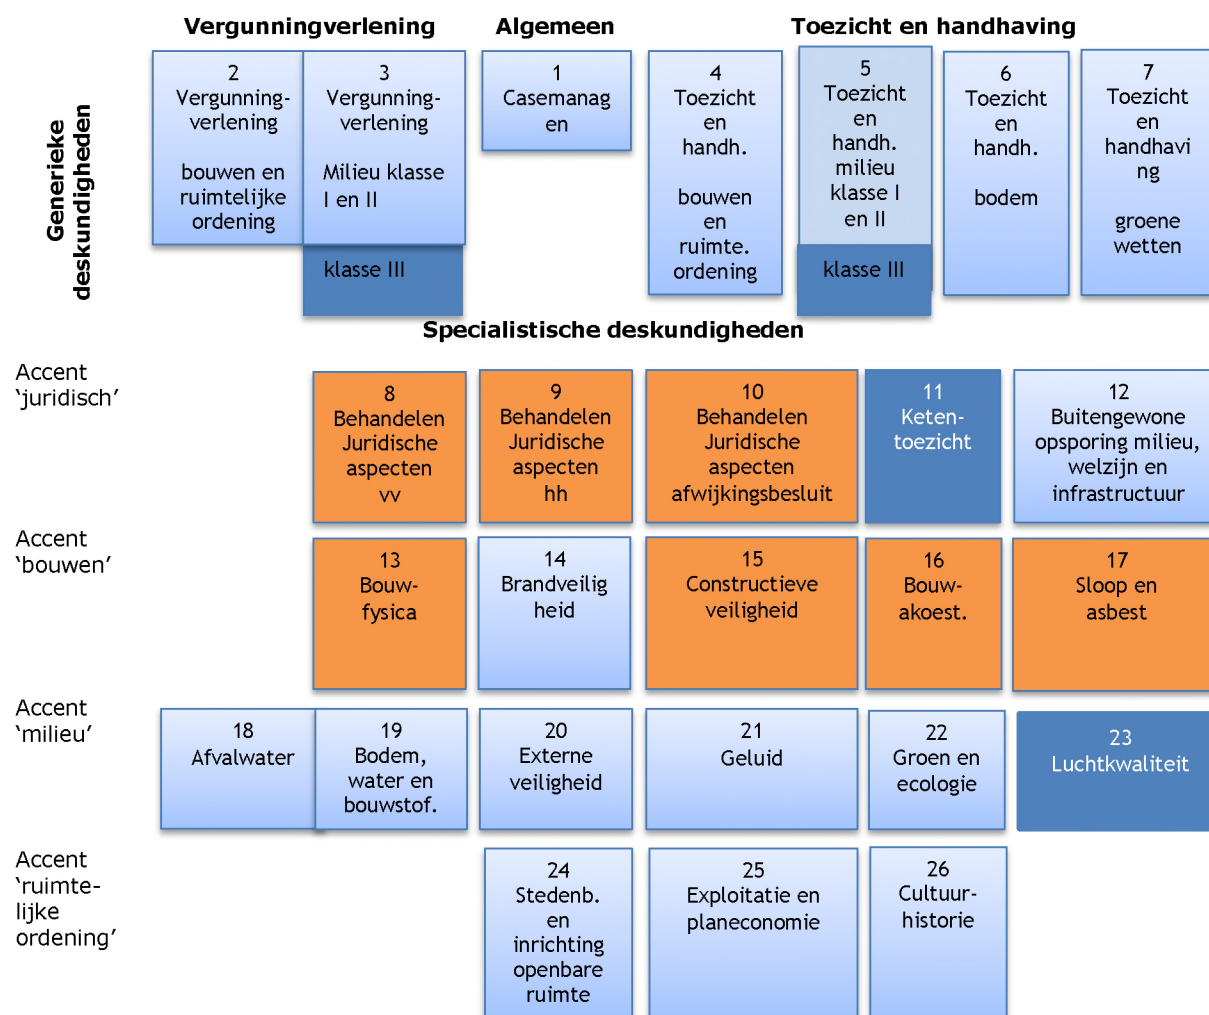 Vergunningverlening
Algemeen
Toezicht en handhaving
Generieke
deskundigheden
2
Vergunning-
verlening
bouwen en
ruimtelijke
ordening
3
Vergunning-
verlening
Milieu klasse
I en II
klasse III
1
Casemanag
en
4
Toezicht
en
handh.
bouwen
en
ruimte.
ordening
5
Toezicht
en
handh.
milieu
klasse I
en II
klasse III
6
Toezicht
en
handh.
bodem
7
Toezicht
en
handhavi
ng
groene
wetten
Specialistische deskundigheden
Accent
‘juridisch’
8
Behandelen
Juridische
aspecten
vv
9
Behandelen
Juridische
aspecten
hh
10
Behandelen
Juridische
aspecten
afwijkingsbesluit
11
Keten-
toezicht
12
Buitengewone
opsporing milieu,
welzijn en
infrastructuur
Accent
‘bouwen’
13
Bouw-
fysica
14
Brandveilig
heid
15
Constructieve
veiligheid
16
Bouw-
akoest.
17
Sloop en
asbest
Accent
‘milieu’
18
Afvalwater
19
Bodem,
water en
bouwstof.
20
Externe
veiligheid
21
Geluid
22
Groen en
ecologie
23
Luchtkwaliteit
Accent
‘ruimte-
lijke
ordening’
24
Stedenb.
en
inrichting
openbare
ruimte
25
Exploitatie en
planeconomie
26
Cultuur-
historie